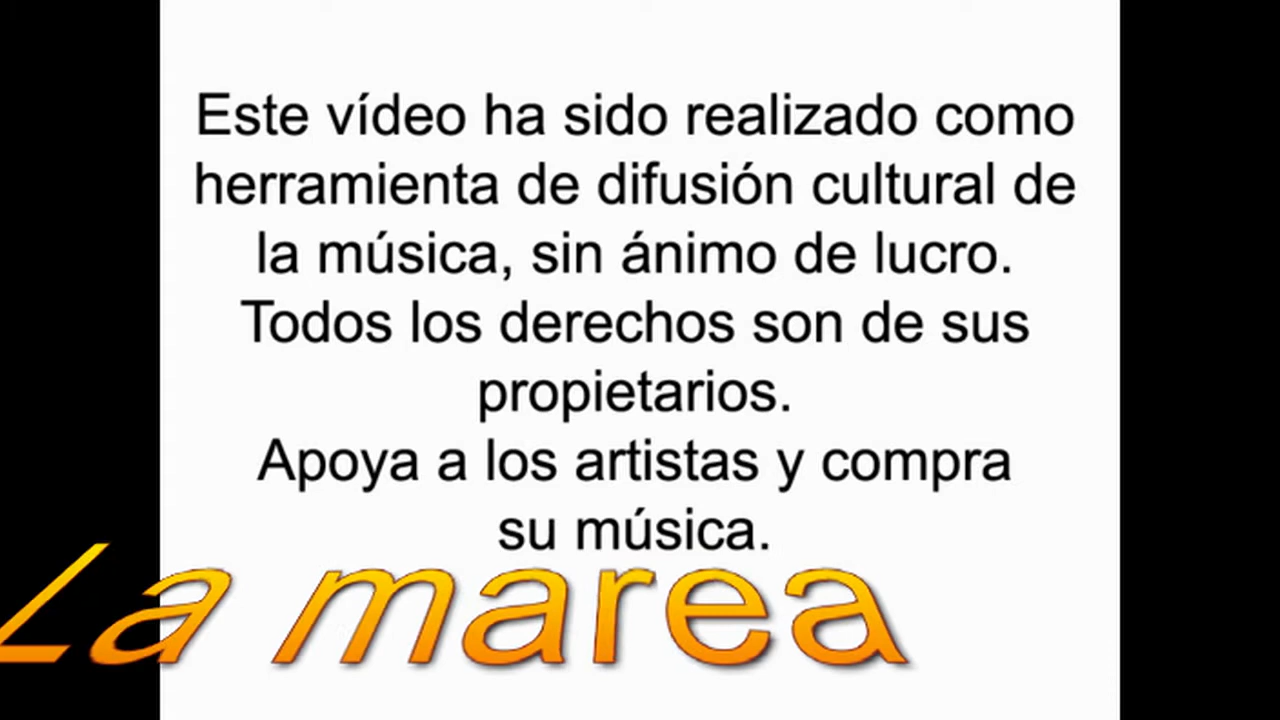 Este vídeo ha sido realizado como
herramienta de difusión cultural de
la música, sin ánimo de lucro.
Todos los derechos son de sus
propietarios.
Apoya a los artistas y compra
su música.
La marea